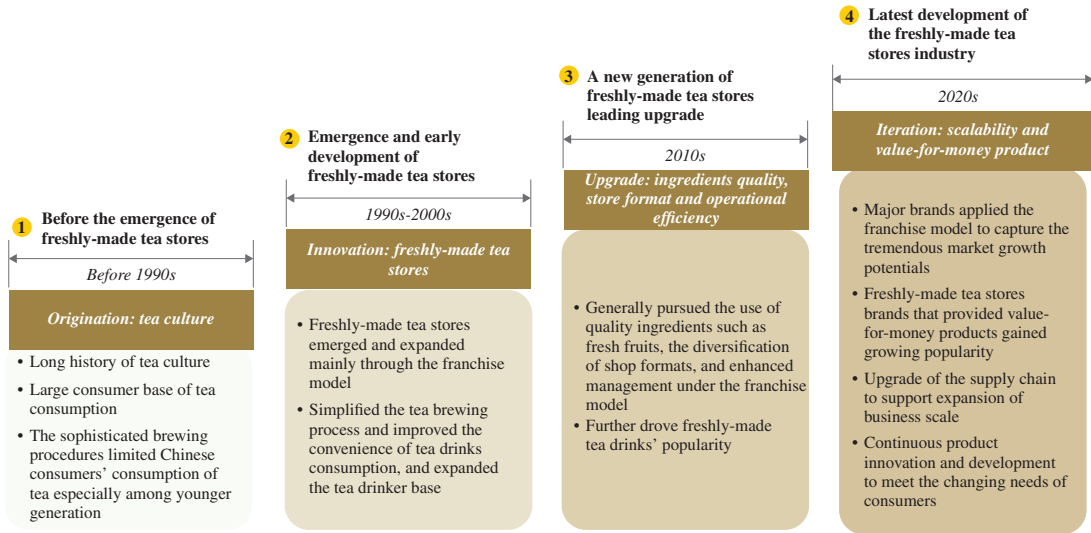 1
Before the emergence of
freshly-made tea stores
Before 1990s
Origination: tea culture
• Long history of tea culture
• Large consumer base of tea
consumption
• The sophisticated brewing
procedures limited Chinese
consumers' consumption of
tea especially among younger
generation
2
Emergence and early
development of
freshly-made tea stores
1990s-2000s
Innovation: freshly-made tea
stores
• Freshly-made tea stores
emerged and expanded
mainly through the franchise
model
• Simplified the tea brewing
process and improved the
convenience of tea drinks
consumption, and expanded
the tea drinker base
3
A new generation of
freshly-made tea stores
leading upgrade
2010s
Upgrade: ingredients quality,
store format and operational
efficiency
• Generally pursued the use of
quality ingredients such as
fresh fruits, the diversification
of shop formats, and enhanced
management under the franchise
model
• Further drove freshly-made
tea drinks' popularity
4
Latest development of
the freshly-made tea
stores industry
2020s
Iteration: scalability and
value-for-money product
• Major brands applied the
franchise model to capture the
tremendous market growth
potentials
• Freshly-made tea stores
brands that provided value-
for-money products gained
growing popularity
• Upgrade of the supply chain
to support expansion of
business scale
• Continuous product
innovation and development
to meet the changing needs of
consumers